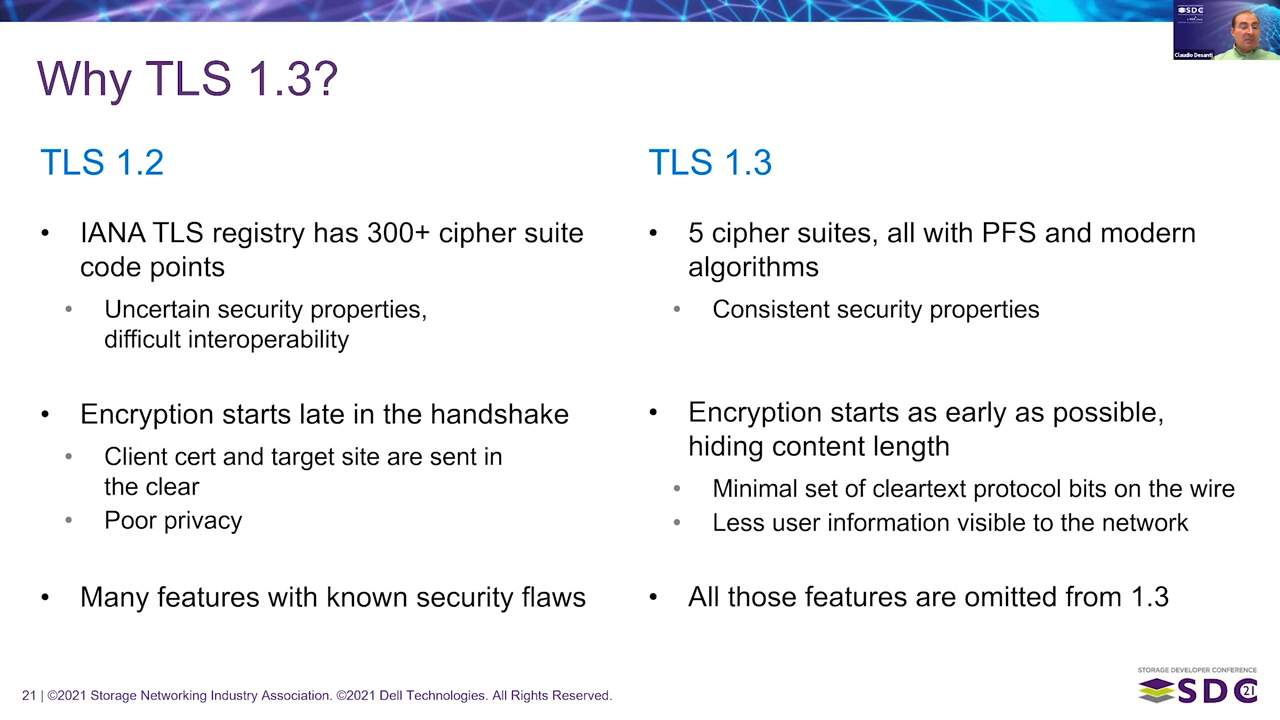 SDC
Claudio Desanti
Why TLS 1.3?
TLS 1.2
• IANA TLS registry has 300+ cipher suite
code points
• Uncertain security properties,
difficult interoperability
• Encryption starts late in the handshake
• Client cert and target site are sent in
the clear
• Poor privacy
• Many features with known security flaws
TLS 1.3
• 5 cipher suites, all with PFS and modern
algorithms
• Consistent security properties
• Encryption starts as early as possible,
hiding content length
• Minimal set of cleartext protocol bits on the wire
• Less user information visible to the network
• All those features are omitted from 1.3
21 | ©2021 Storage Networking Industry Association. ©2021 Dell Technologies. All Rights Reserved.
STORAGE DEVELOPER CONFERENCE
SDC 21